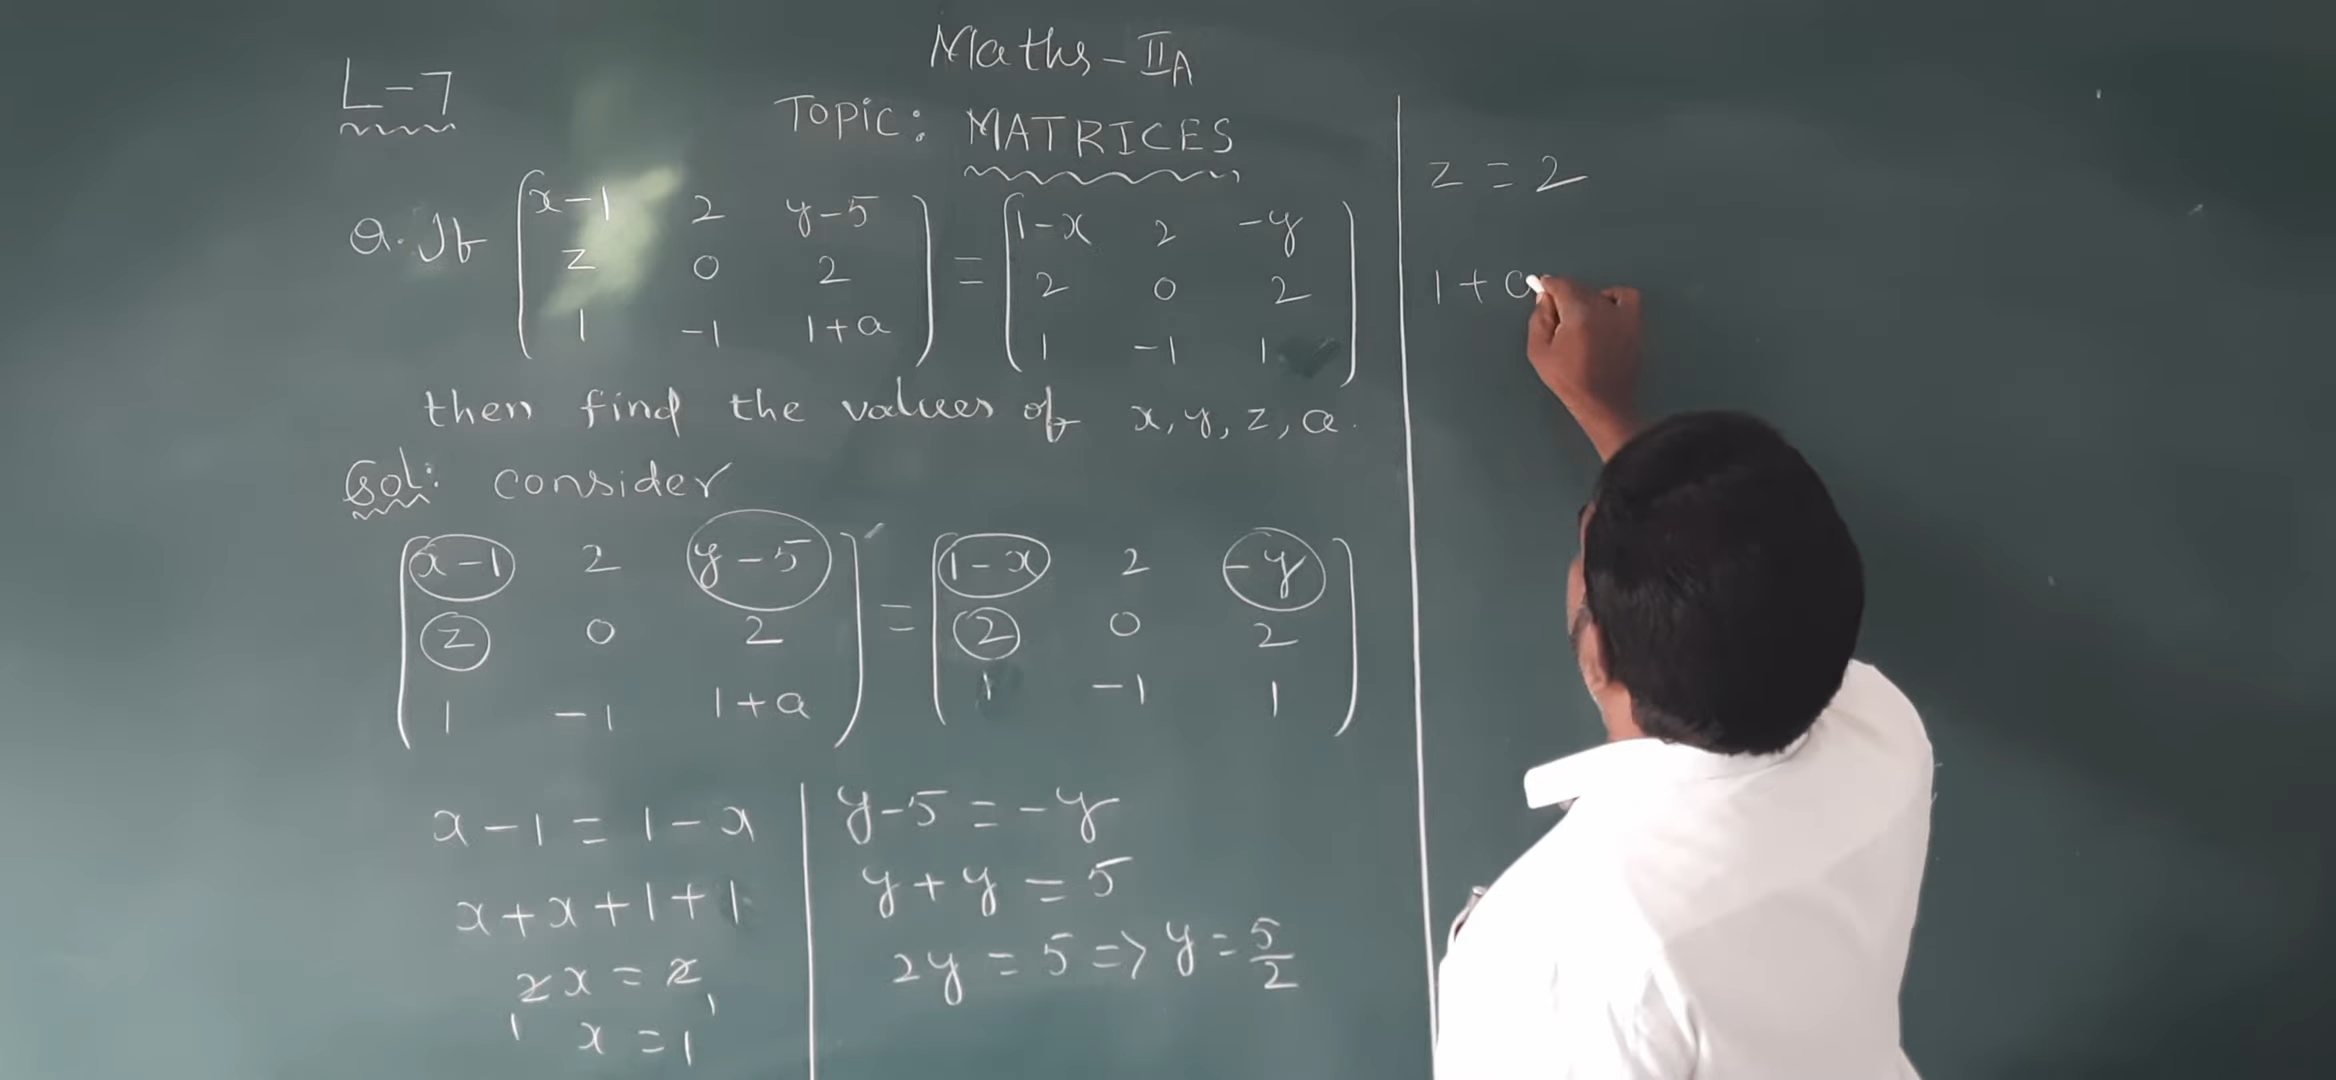 L-7
Maths - IIA
Topic: MATRICES
Q. If [x-1 2 y-5] = [1-x 2 -y]
[z 0 2] [2 0 2]
[1 -1 1+a] [1 -1 1]
then find the values of x, y, z, a.
Sol: consider
[x-1 2 y-5] = [1-x 2 -y]
[z 0 2] [2 0 2]
[1 -1 1+a] [1 -1 1]
x-1 = 1-x
x+x+1+1
2x = 2
1 1
x = 1
y-5 = -y
y+y = 5
2y = 5 => y = 5/2
z = 2
1+a